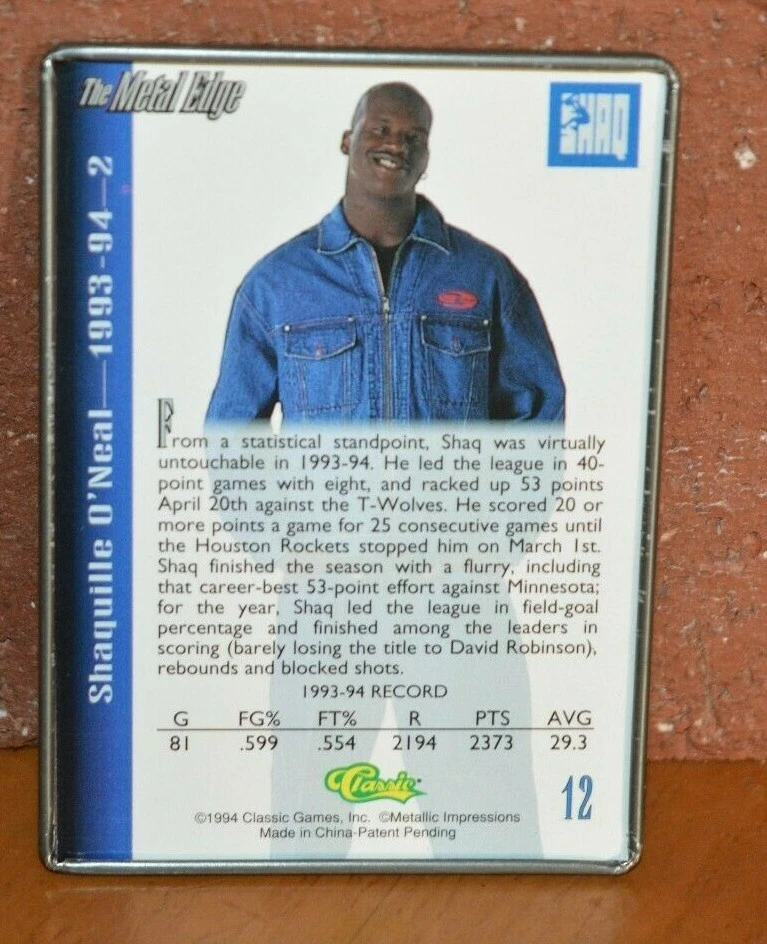 The Metal Edge
SHAQ
Shaquille O'Neal—1993-94—2
From a statistical standpoint, Shaq was virtually
untouchable in 1993-94. He led the league in 40-
point games with eight, and racked up 53 points
April 20th against the T-Wolves. He scored 20 or
more points a game for 25 consecutive games until
the Houston Rockets stopped him on March 1st.
Shaq finished the season with a flurry, including
that career-best 53-point effort against Minnesota;
for the year, Shaq led the league in field-goal
percentage and finished among the leaders in
scoring (barely losing the title to David Robinson),
rebounds and blocked shots.
1993-94 RECORD
G FG% FT% R PTS AVG
81 .599 .554 2194 2373 29.3
Classic
12
©1994 Classic Games, Inc. ©Metallic Impressions
Made in China-Patent Pending